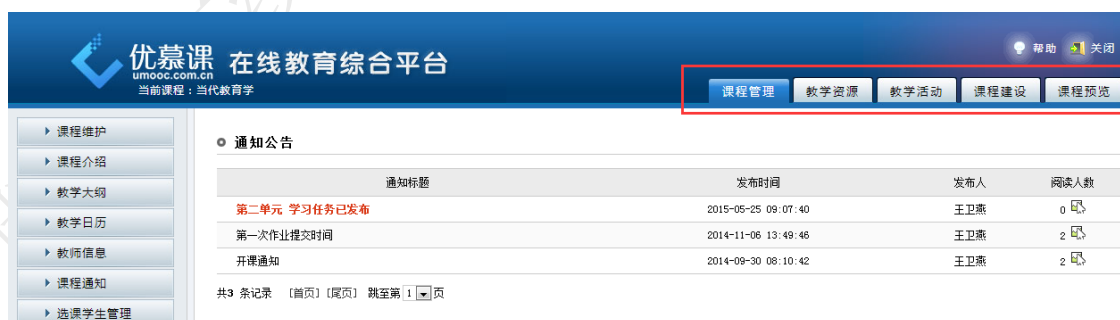 优慕课 在线教育综合平台
umooc.com.cn
当前课程：当代教育学
帮助 关闭
课程管理 教学资源 教学活动 课程建设 课程预览
课程维护
课程介绍
教学大纲
教学日历
教师信息
课程通知
选课学生管理
通知公告
通知标题 发布时间 发布人 阅读人数
第二单元 学习任务已发布 2015-05-25 09:07:40 王卫燕 0
第一次作业提交时间 2014-11-06 13:49:46 王卫燕 2
开课通知 2014-09-30 08:10:42 王卫燕 2
共3 条记录 [首页] [尾页] 跳至第 1 页